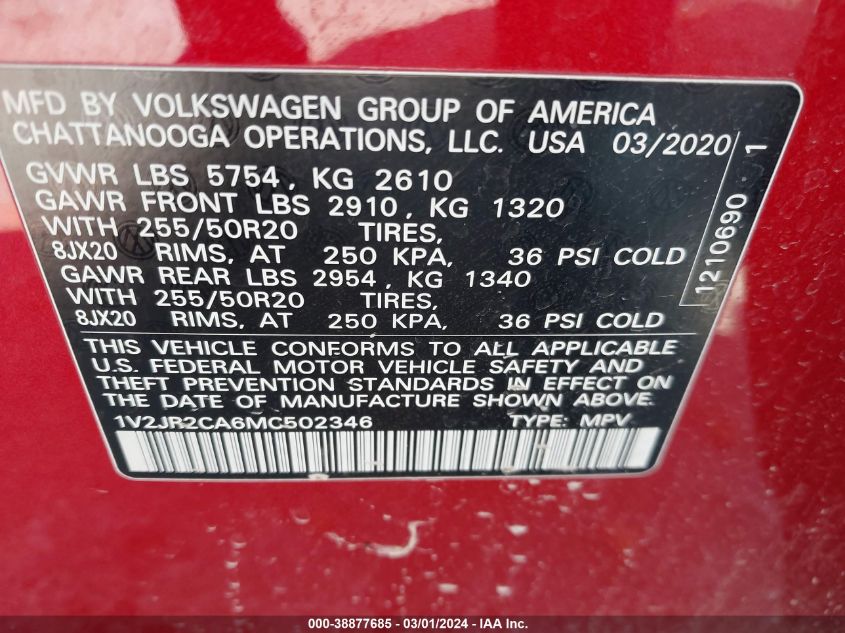 MFD BY VOLKSWAGEN GROUP OF AMERICA
CHATTANOOGA OPERATIONS, LLC. USA 03/2020
GVWR LBS 5754, KG 2610
GAWR FRONT LBS 2910, KG 1320
WITH 255/50R20 TIRES,
8JX20 RIMS, AT 250 KPA, 36 PSI COLD
GAWR REAR LBS 2954, KG 1340
WITH 255/50R20 TIRES,
8JX20 RIMS, AT 250 KPA, 36 PSI COLD
1210690 1
THIS VEHICLE CONFORMS TO ALL APPLICABLE
U.S. FEDERAL MOTOR VEHICLE SAFETY AND
THEFT PREVENTION STANDARDS IN EFFECT ON
THE DATE OF MANUFACTURE SHOWN ABOVE.
1V2JR2CA6MC502346 TYPE: MPV
000-38877685 - 03/01/2024 - IAA Inc.